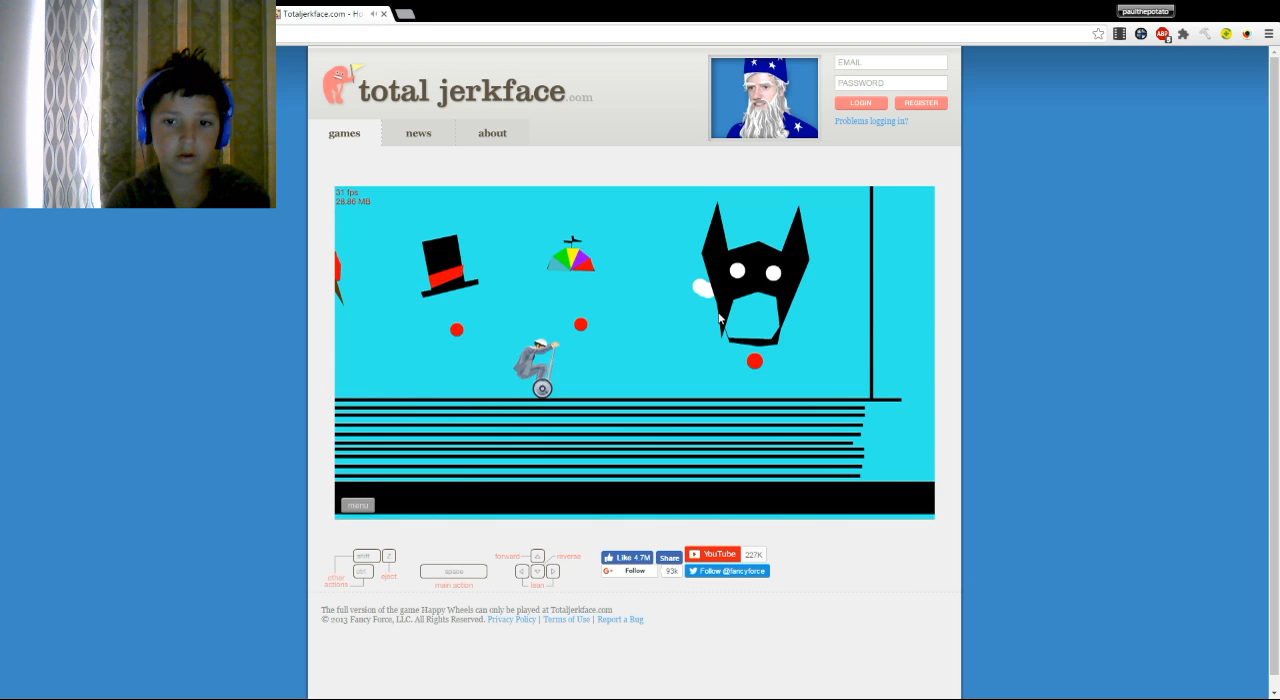 Totaljerkface.com - Ho
paulthepotato
total jerkface.com
EMAIL
PASSWORD
LOGIN REGISTER
Problems logging in?
games news about
31 fps
28.86 MB
menu
shift Z
ctrl
eject
other
actions
space
main action
forward reverse
lean
Like 4.7M Share YouTube 227K
G+ Follow 93k Follow @fancyforce
The full version of the game Happy Wheels can only be played at Totaljerkface.com
© 2013 Fancy Force, LLC. All Rights Reserved. Privacy Policy | Terms of Use | Report a Bug